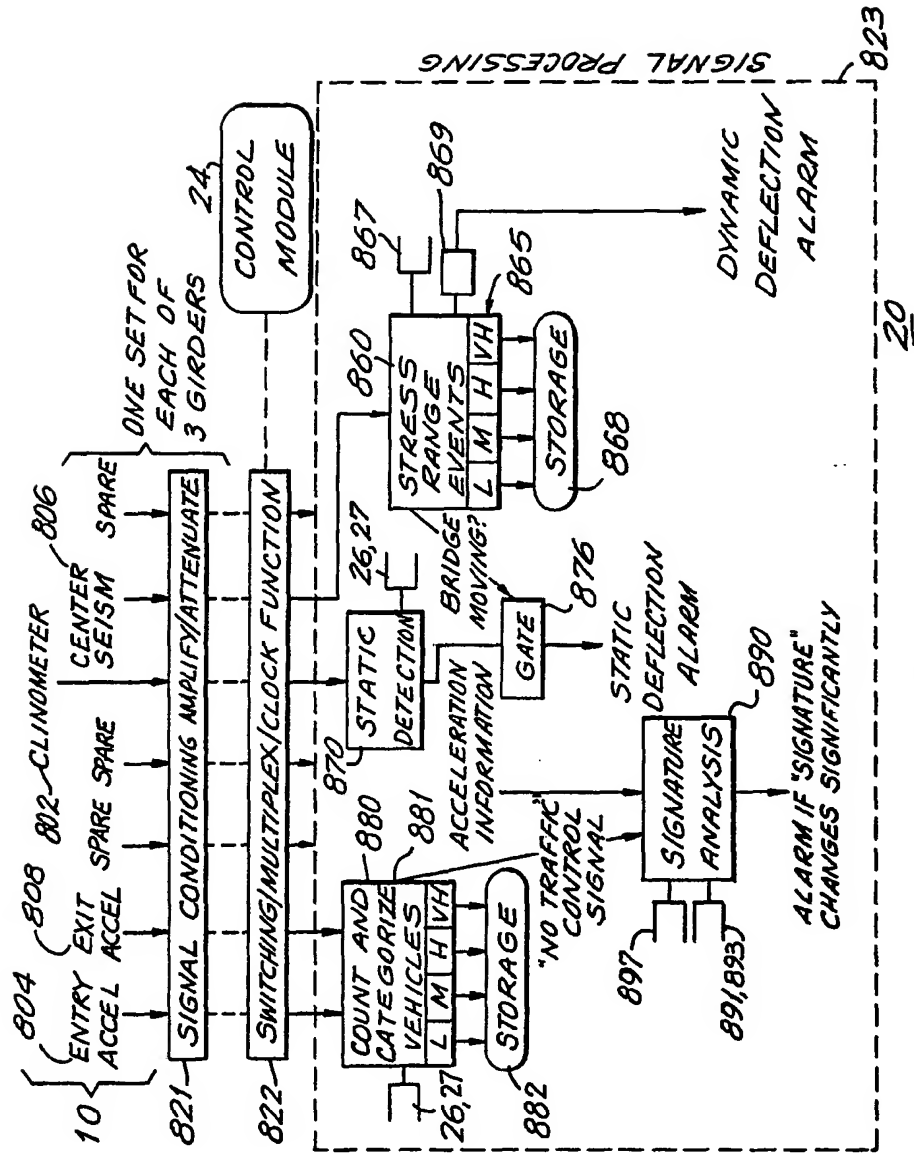 10
804
ENTRY
ACCEL
808
EXIT
ACCEL
SPARE
SPARE
802
CLINOMETER
CENTER
SEISM
806
SPARE
ONE SET FOR
EACH OF
3 GIRDERS
821
SIGNAL CONDITIONING AMPLIFY/ATTENUATE
822
SWITCHING/MULTIPLEX/CLOCK FUNCTION
24
CONTROL
MODULE
SIGNAL PROCESSING
823
COUNT AND
CATEGORIZE
VEHICLES
L M H VH
880
881
26,27
STORAGE
882
STATIC
DETECTION
870
26,27
STRESS
RANGE
EVENTS
L M H VH
860
867
869
865
STORAGE
868
BRIDGE
MOVING?
GATE
876
ACCELERATION
INFORMATION
"NO TRAFFIC"
CONTROL
SIGNAL
STATIC
DEFLECTION
ALARM
SIGNATURE
ANALYSIS
890
897
891,893
ALARM IF "SIGNATURE"
CHANGES SIGNIFICANTLY
DYNAMIC
DEFLECTION
ALARM
20